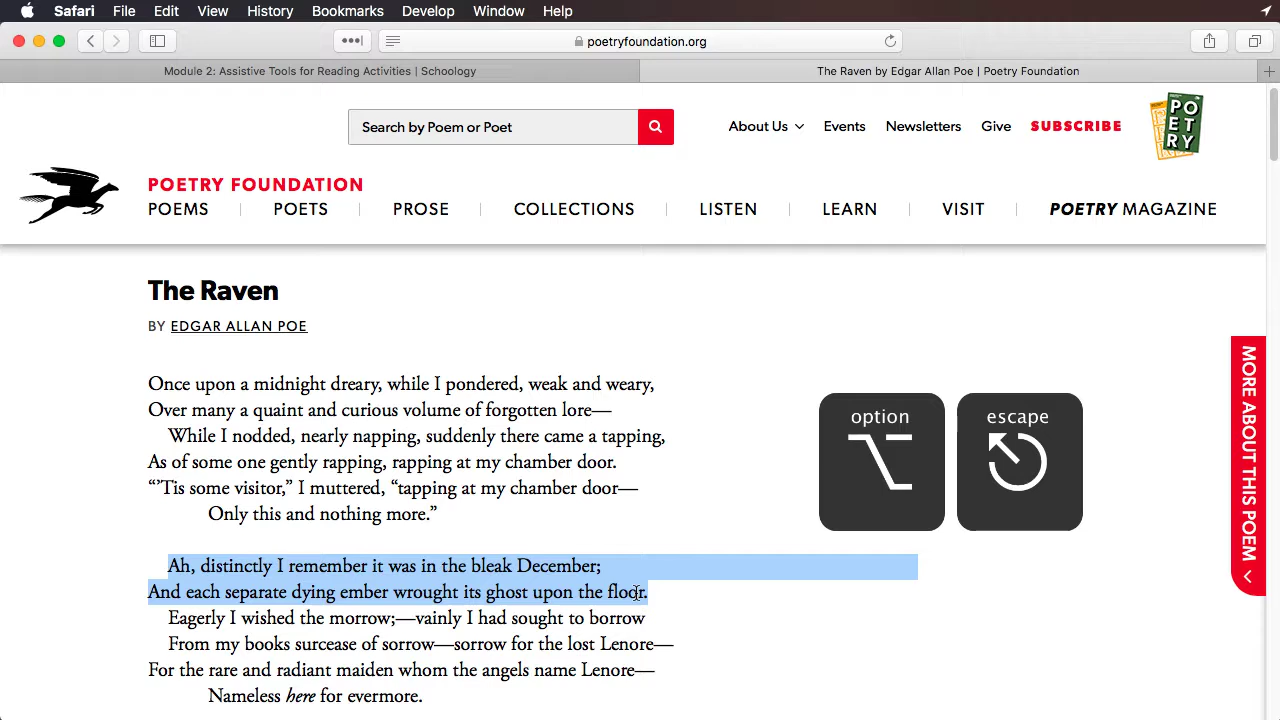 Safari File Edit View History Bookmarks Develop Window Help
poetryfoundation.org
Module 2: Assistive Tools for Reading Activities | Schoology
The Raven by Edgar Allan Poe | Poetry Foundation
Search by Poem or Poet
About Us Events Newsletters Give SUBSCRIBE
POETRY
POETRY FOUNDATION
POEMS | POETS | PROSE | COLLECTIONS | LISTEN | LEARN | VISIT | POETRY MAGAZINE
The Raven
BY EDGAR ALLAN POE
Once upon a midnight dreary, while I pondered, weak and weary,
Over many a quaint and curious volume of forgotten lore—
While I nodded, nearly napping, suddenly there came a tapping,
As of some one gently rapping, rapping at my chamber door.
“’Tis some visitor,” I muttered, “tapping at my chamber door—
Only this and nothing more.”
Ah, distinctly I remember it was in the bleak December;
And each separate dying ember wrought its ghost upon the floor.
Eagerly I wished the morrow;—vainly I had sought to borrow
From my books surcease of sorrow—sorrow for the lost Lenore—
For the rare and radiant maiden whom the angels name Lenore—
Nameless here for evermore.
option
escape
MORE ABOUT THIS POEM